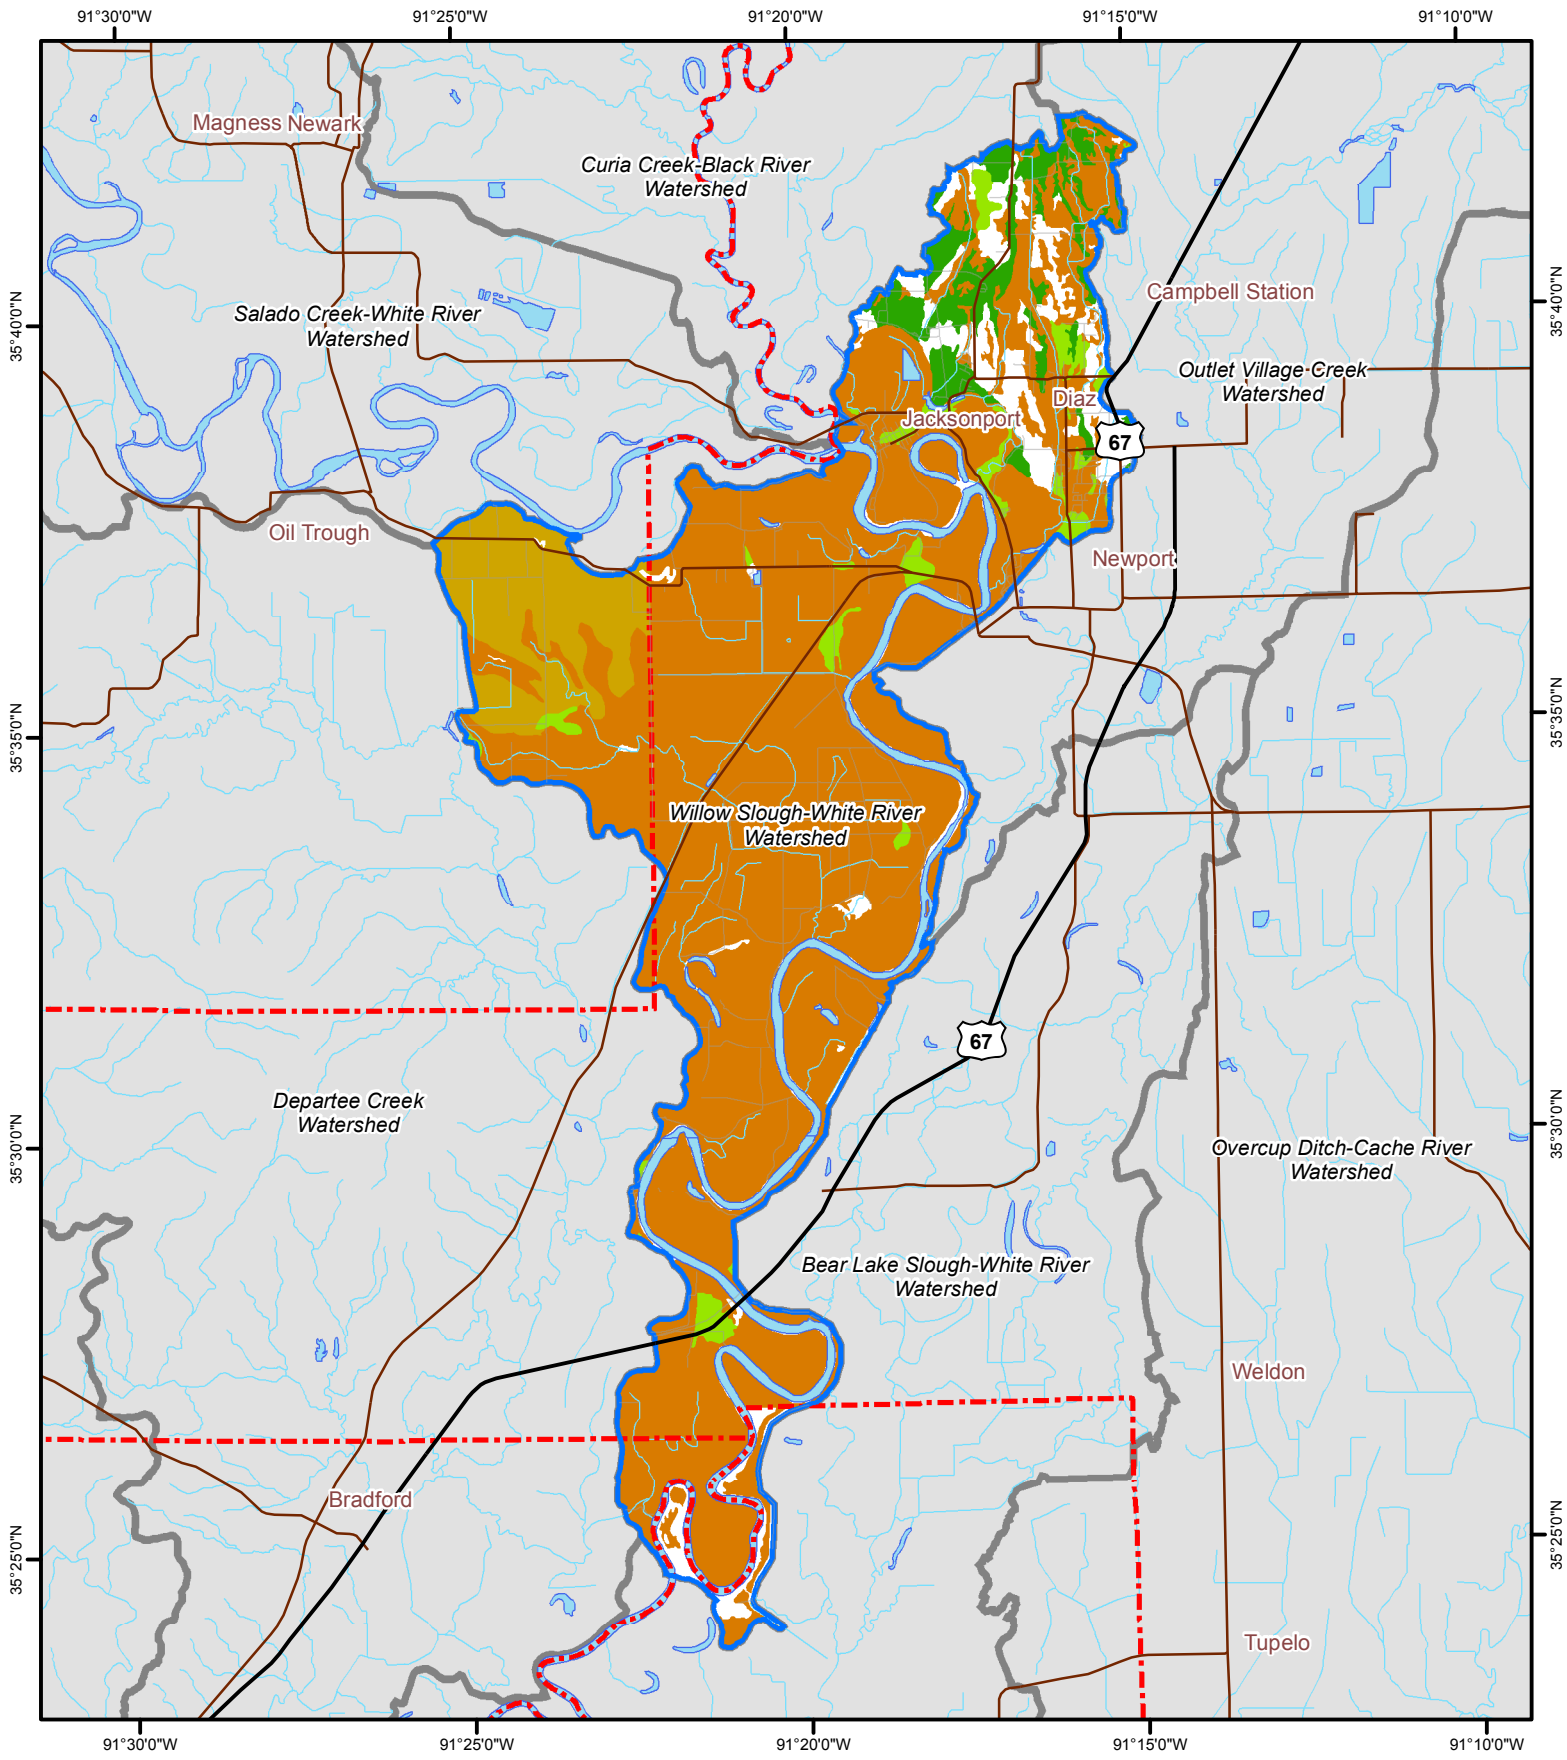 91°30'0"W 91°25'0"W 91°20'0"W 91°15'0"W 91°10'0"W
Magness Newark
Curia Creek-Black River
Watershed
Campbell Station
35°40'0"N
35°40'0"N
Salado Creek-White River
Watershed
Outlet Village Creek
Watershed
Diaz
Jacksonport
67
Oil Trough
Newport
35°35'0"N
35°35'0"N
Willow Slough-White River
Watershed
67
Departee Creek
Watershed
35°30'0"N
35°30'0"N
Overcup Ditch-Cache River
Watershed
Bear Lake Slough-White River
Watershed
Weldon
Bradford
35°25'0"N
35°25'0"N
Tupelo
91°30'0"W 91°25'0"W 91°20'0"W 91°15'0"W 91°10'0"W